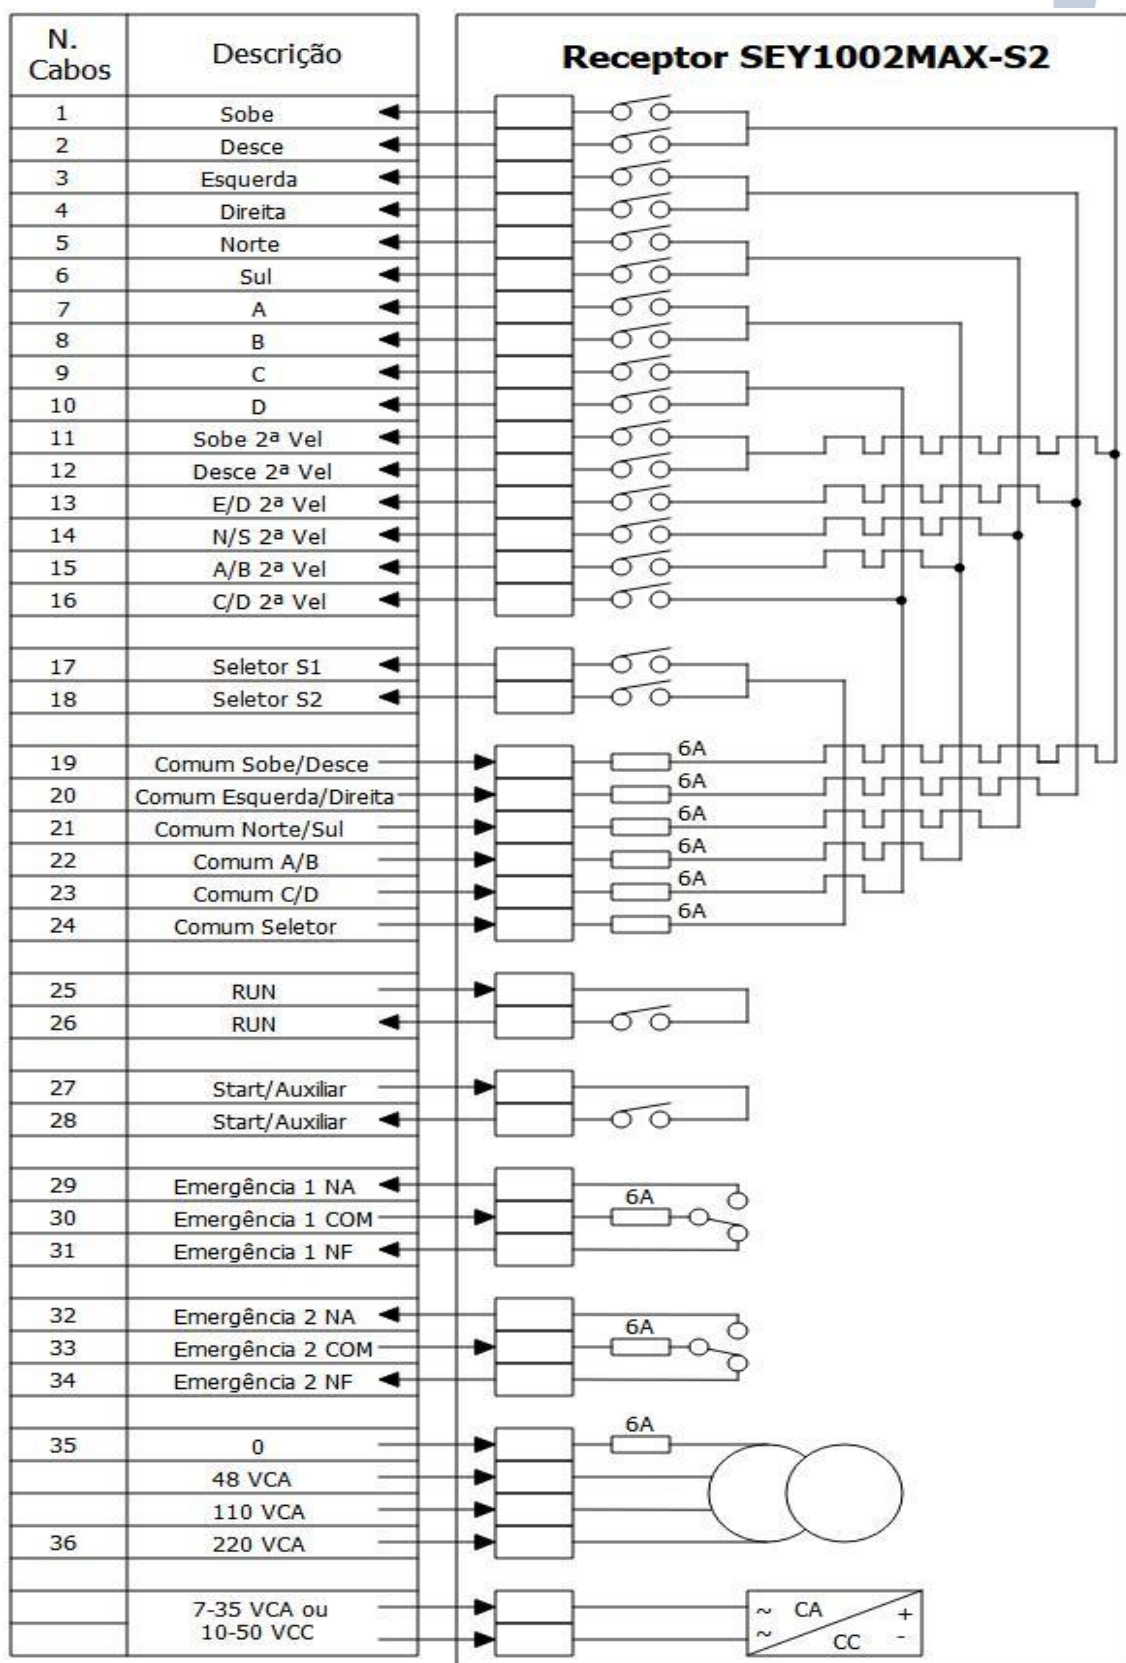 N. Cabos Descrição Receptor SEY1002MAX-S2
1 Sobe
2 Desce
3 Esquerda
4 Direita
5 Norte
6 Sul
7 A
8 B
9 C
10 D
11 Sobe 2ª Vel
12 Desce 2ª Vel
13 E/D 2ª Vel
14 N/S 2ª Vel
15 A/B 2ª Vel
16 C/D 2ª Vel
17 Seletor S1
18 Seletor S2
19 Comum Sobe/Desce 6A
20 Comum Esquerda/Direita 6A
21 Comum Norte/Sul 6A
22 Comum A/B 6A
23 Comum C/D 6A
24 Comum Seletor 6A
25 RUN
26 RUN
27 Start/Auxiliar
28 Start/Auxiliar
29 Emergência 1 NA
30 Emergência 1 COM 6A
31 Emergência 1 NF
32 Emergência 2 NA
33 Emergência 2 COM 6A
34 Emergência 2 NF
35 0 6A
48 VCA
110 VCA
36 220 VCA
7-35 VCA ou ~ CA +
10-50 VCC ~ CC -